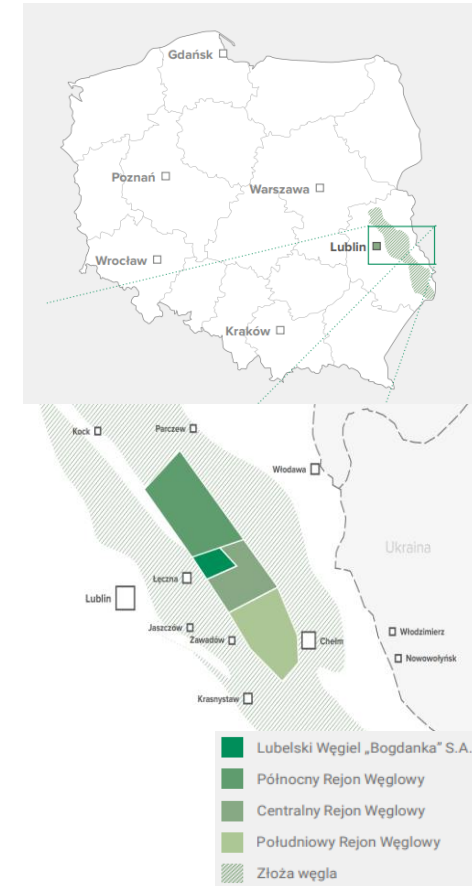 Gdańsk
Poznań
Warszawa
Lublin
Wrocław
Kraków
Kock
Parczew
Włodawa
Ukraina
Łęczna
Lublin
Jaszczów
Zawadów
Chełm
Włodzimierz
Nowowołyńsk
Krasnystaw
Lubelski Węgiel „Bogdanka” S.A.
Północny Rejon Węglowy
Centralny Rejon Węglowy
Południowy Rejon Węglowy
Złoża węgla